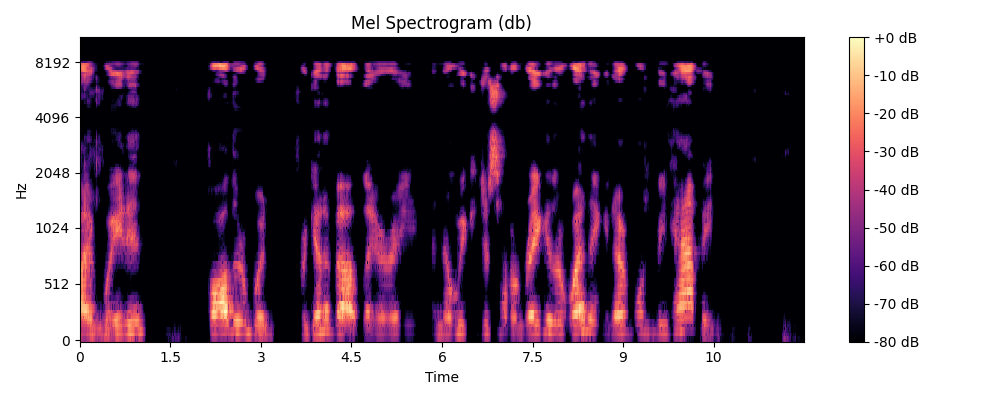 Mel Spectrogram (db)
8192
4096
2048
1024
512
0
Hz
0 1.5 3 4.5 6 7.5 9 10
Time
+0 dB
-10 dB
-20 dB
-30 dB
-40 dB
-50 dB
-60 dB
-70 dB
-80 dB